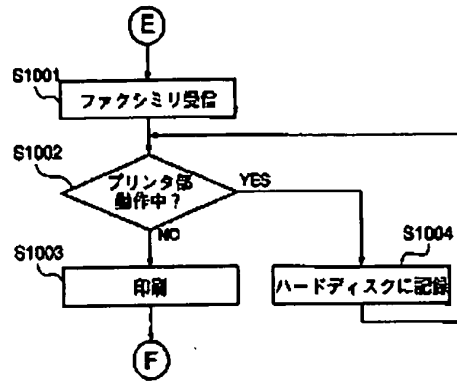 E
S1001
ファクシミリ受信
S1002
プリンタ部
動作中？
YES
NO
S1004
S1003
印刷
ハードディスクに記録
F